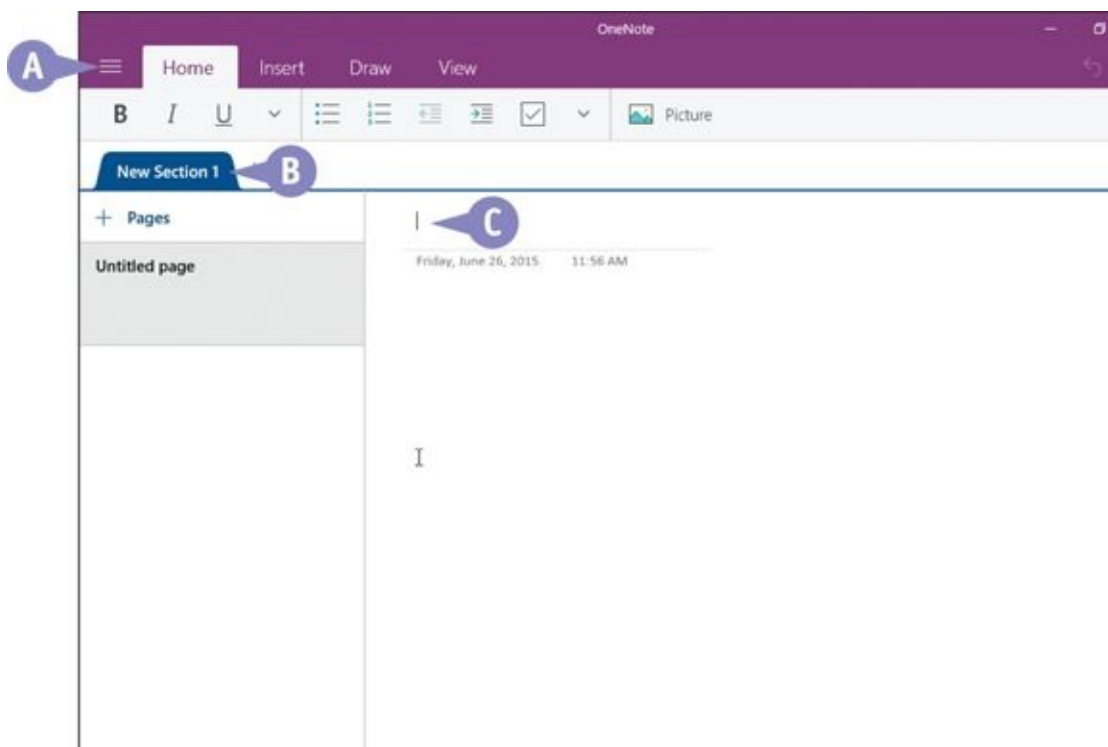 OneNote
A
Home Insert Draw View
B I U Picture
New Section 1 B
+ Pages
C
Untitled page
Friday, June 26, 2015 11:56 AM